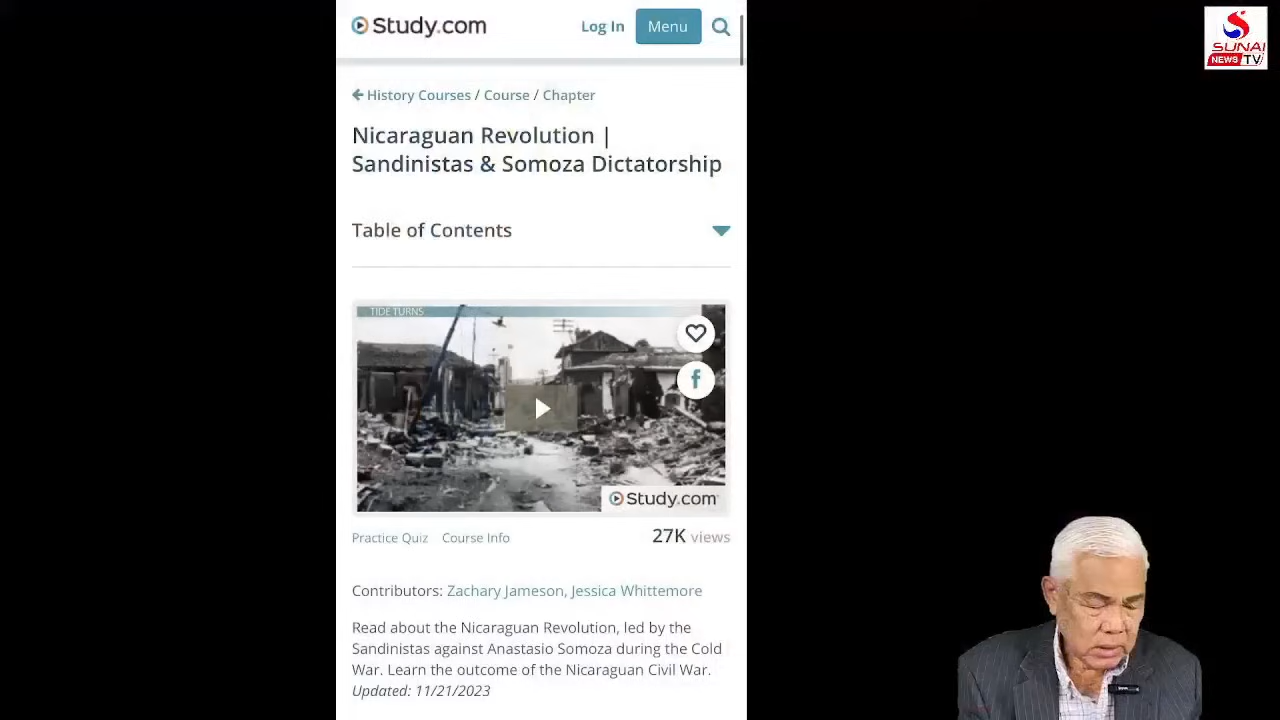 Study.com
Log In
Menu
SUNAI
NEWS TV
History Courses / Course / Chapter
Nicaraguan Revolution |
Sandinistas & Somoza Dictatorship
Table of Contents
TIDE TURNS
Study.com
Practice Quiz Course Info
27K views
Contributors: Zachary Jameson, Jessica Whittemore
Read about the Nicaraguan Revolution, led by the
Sandinistas against Anastasio Somoza during the Cold
War. Learn the outcome of the Nicaraguan Civil War.
Updated: 11/21/2023